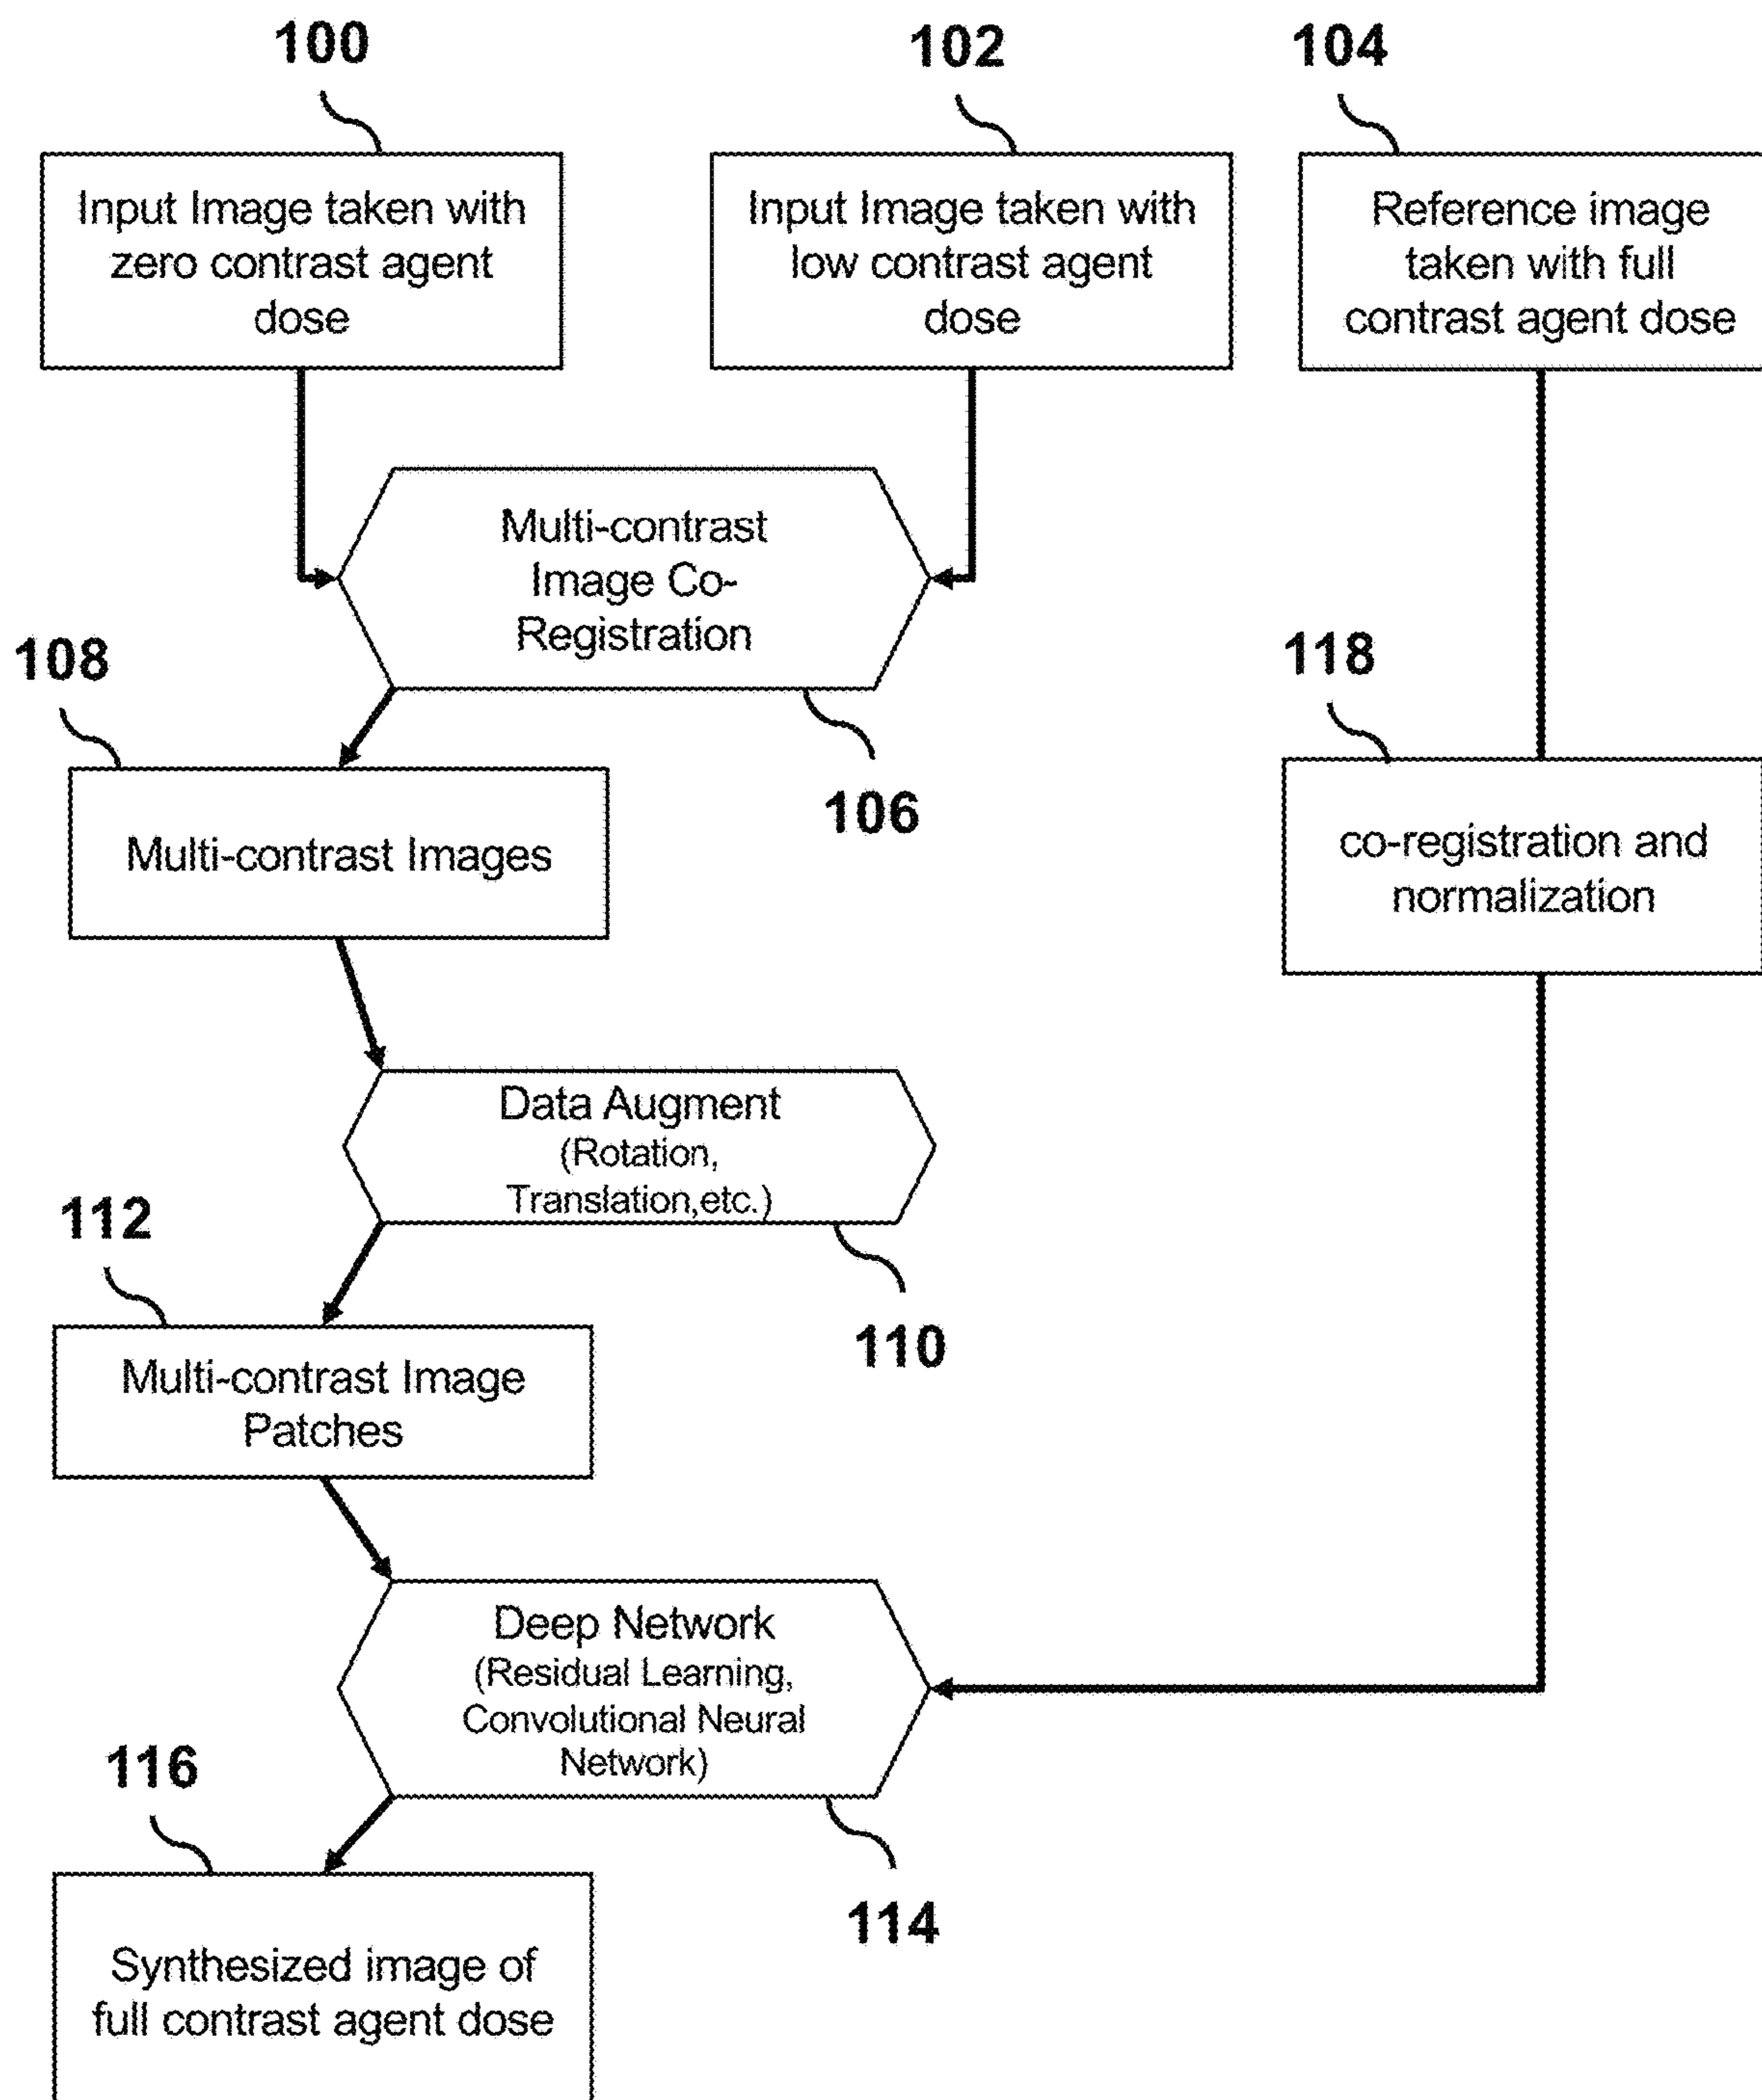 100
102
104
Input Image taken with
zero contrast agent
dose
Input Image taken with
low contrast agent
dose
Reference image
taken with full
contrast agent dose
Multi-contrast
Image Co-
Registration
108
118
106
Multi-contrast Images
co-registration and
normalization
Data Augment
(Rotation,
Translation,etc.)
112
110
Multi-contrast Image
Patches
Deep Network
(Residual Learning,
Convolutional Neural
Network)
116
114
Synthesized image of
full contrast agent dose